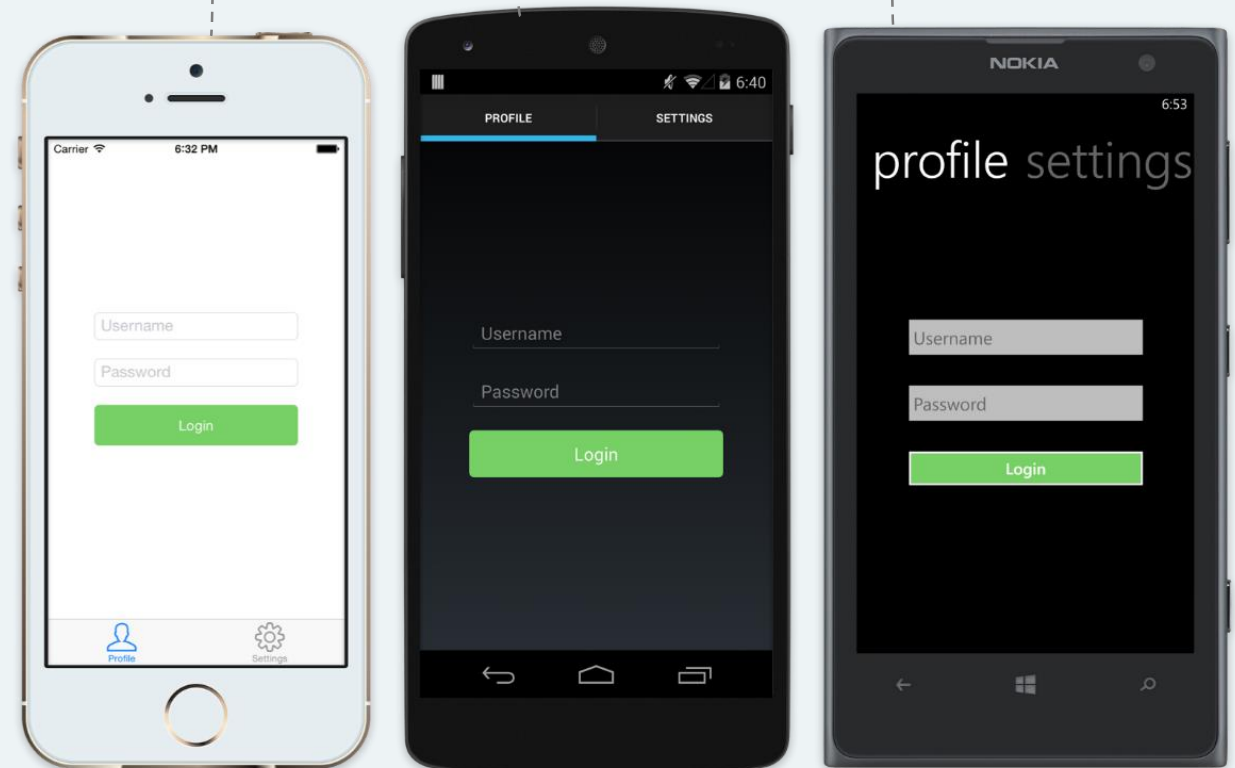 Carrier
6:32 PM
Username
Password
Login
Profile
Settings
6:40
PROFILE
SETTINGS
Username
Password
Login
NOKIA
6:53
profile settings
Username
Password
Login